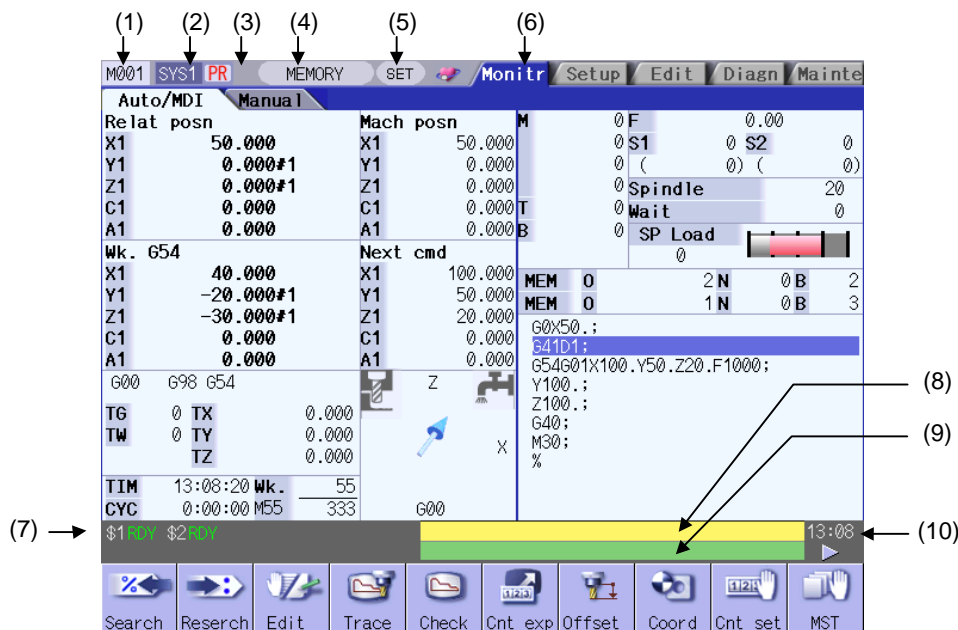 (1) (2) (3) (4) (5) (6)
M001 SYS1 PR MEMORY SET Monitr Setup Edit Diagn Mainte
Auto/MDI Manual
Relat posn
X1 50.000
Y1 0.000#1
Z1 0.000#1
C1 0.000
A1 0.000
Mach posn
X1 50.000
Y1 0.000
Z1 0.000
C1 0.000
A1 0.000
M 0
0
0
0
T 0
B 0
F 0.00
S1 0 S2 0
( 0) ( 0)
Spindle 20
Wait 0
SP Load
0
Wk. G54
X1 40.000
Y1 -20.000#1
Z1 -30.000#1
C1 0.000
A1 0.000
Next cmd
X1 100.000
Y1 50.000
Z1 20.000
C1 0.000
A1 0.000
MEM O 2 N 0 B 2
MEM O 1 N 0 B 3
G0X50.;
G41D1;
G54G01X100.Y50.Z20.F1000;
Y100.;
Z100.;
G40;
M30;
%
G00 G98 G54
TG 0 TX 0.000
TW 0 TY 0.000
TZ 0.000
Z
X
G00
TIM 13:08:20 Wk. 55
CYC 0:00:00 M55 333
(8)
(9)
(7)
$1 RDY $2 RDY
13:08
(10)
Search Reserch Edit Trace Check Cnt exp Offset Coord Cnt set MST